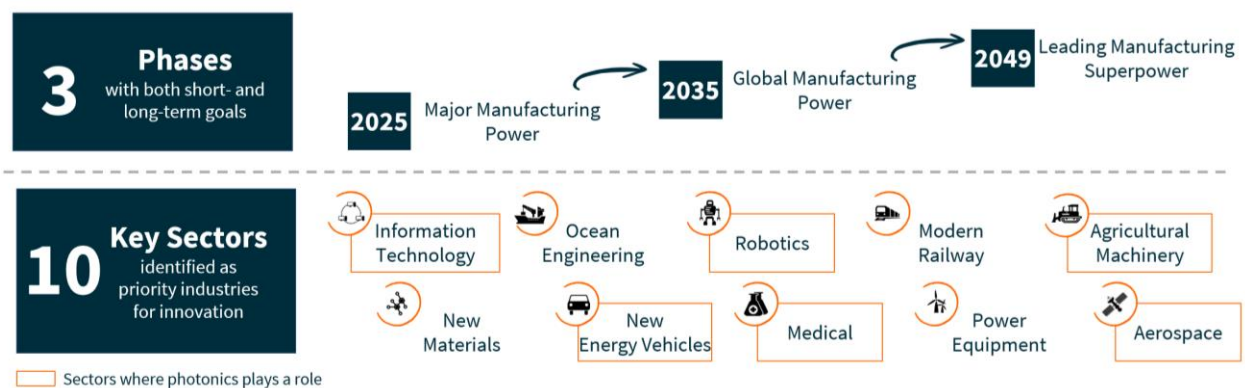 3
Phases
with both short- and
long-term goals
2025
Major Manufacturing
Power
2035
Global Manufacturing
Power
2049
Leading Manufacturing
Superpower
10
Key Sectors
identified as
priority industries
for innovation
Information
Technology
Ocean
Engineering
Robotics
Modern
Railway
Agricultural
Machinery
New
Materials
New
Energy Vehicles
Medical
Power
Equipment
Aerospace
Sectors where photonics plays a role